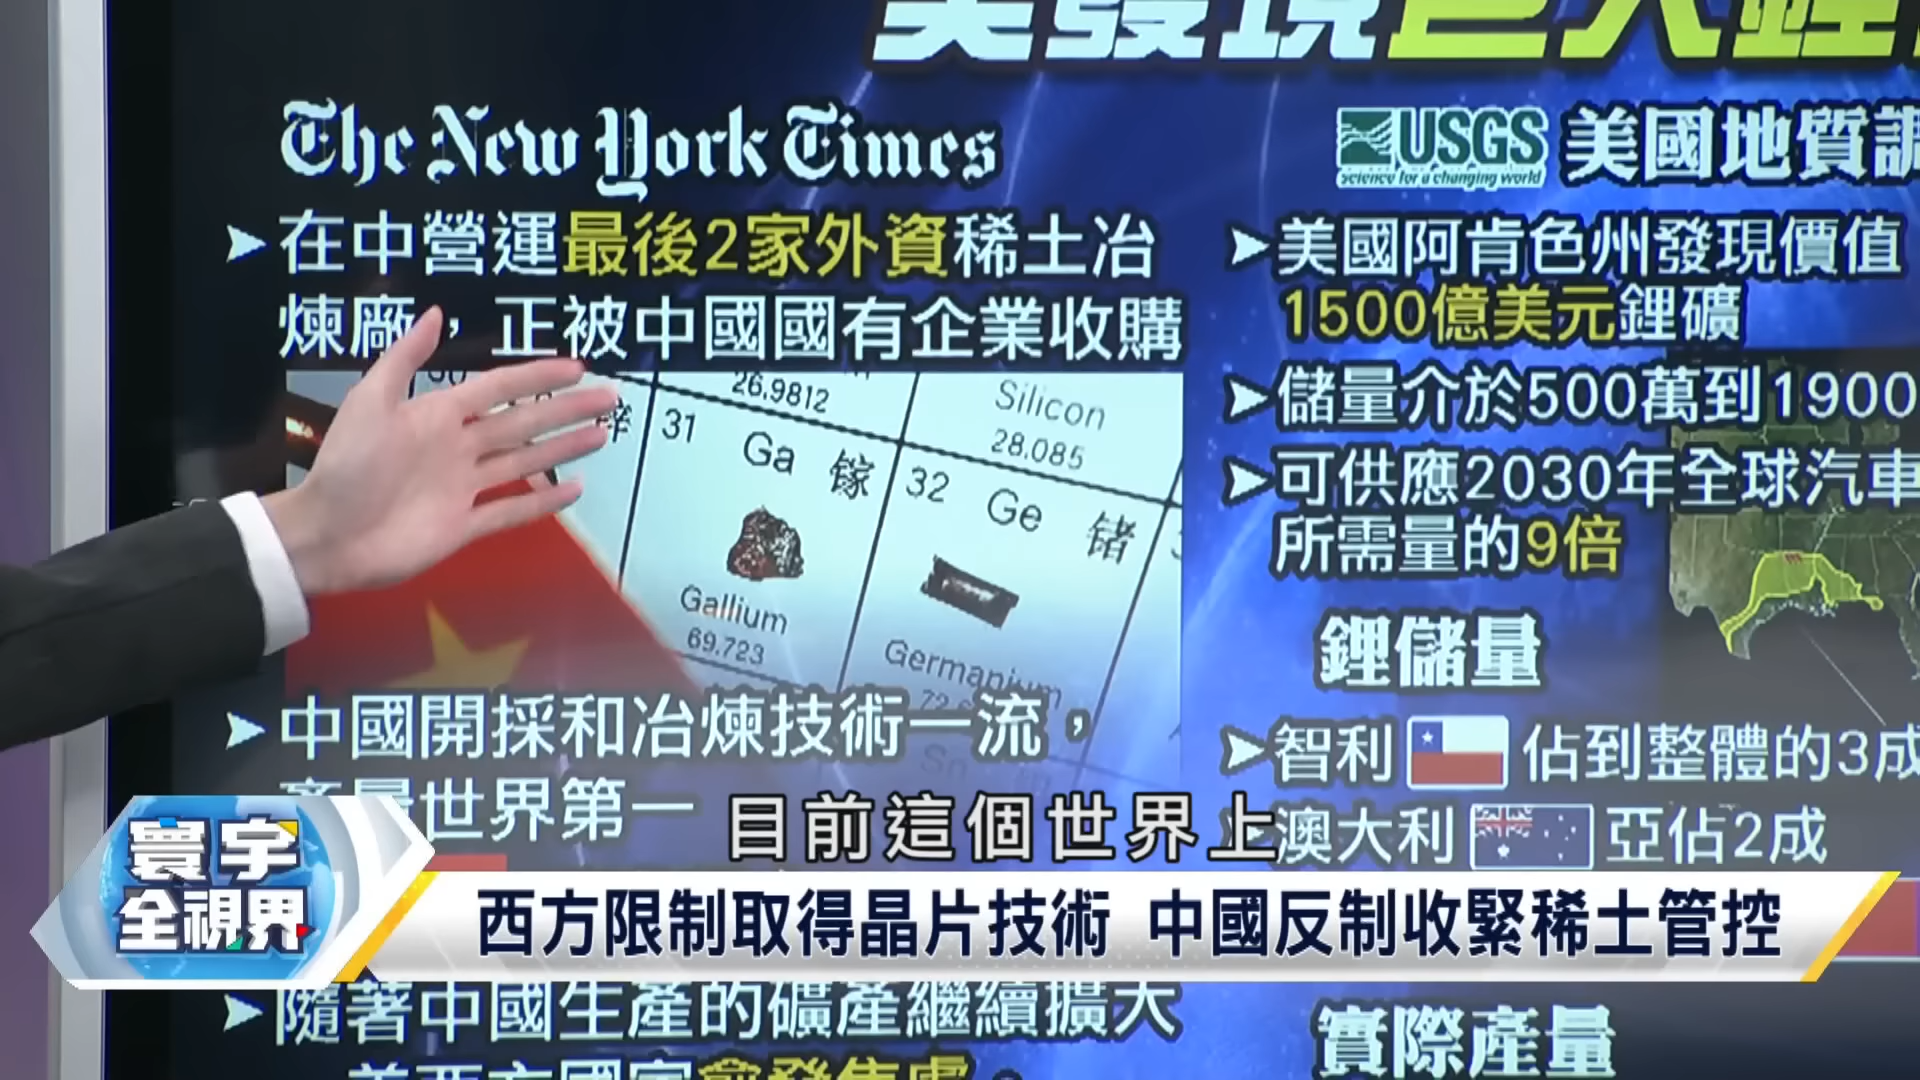 美發現巨大鋰
The New York Times
在中營運最後2家外資稀土冶
煉廠，正被中國國有企業收購
26.9812
Silicon
28.085
31 Ga 镓
Gallium
69.723
32 Ge 锗
Germanium
中國開採和冶煉技術一流，
產量世界第一
隨著中國生產的礦產繼續擴大
USGS
science for a changing world
美國地質調
美國阿肯色州發現價值
1500億美元鋰礦
儲量介於500萬到1900
可供應2030年全球汽車
所需量的9倍
鋰儲量
智利 佔到整體的3成
澳大利 亞佔2成
實際產量
目前這個世界上
寰宇
全視界
西方限制取得晶片技術 中國反制收緊稀土管控